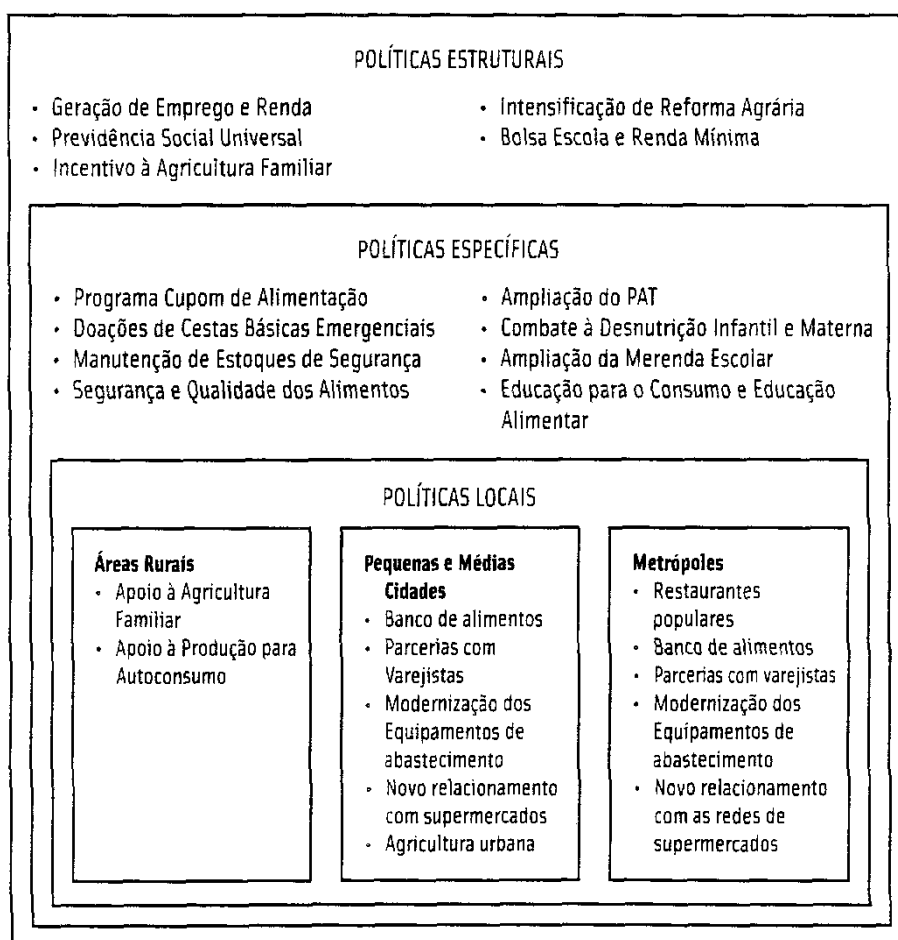 POLÍTICAS ESTRUTURAIS
• Geração de Emprego e Renda
• Previdência Social Universal
• Incentivo à Agricultura Familiar
• Intensificação de Reforma Agrária
• Bolsa Escola e Renda Mínima
POLÍTICAS ESPECÍFICAS
• Programa Cupom de Alimentação
• Doações de Cestas Básicas Emergenciais
• Manutenção de Estoques de Segurança
• Segurança e Qualidade dos Alimentos
• Ampliação do PAT
• Combate à Desnutrição Infantil e Materna
• Ampliação da Merenda Escolar
• Educação para o Consumo e Educação
Alimentar
POLÍTICAS LOCAIS
Áreas Rurais
• Apoio à Agricultura
Familiar
• Apoio à Produção para
Autoconsumo
Pequenas e Médias
Cidades
• Banco de alimentos
• Parcerias com
Varejistas
• Modernização dos
Equipamentos de
abastecimento
• Novo relacionamento
com supermercados
• Agricultura urbana
Metrópoles
• Restaurantes
populares
• Banco de alimentos
• Parcerias com varejistas
• Modernização dos
Equipamentos de
abastecimento
• Novo relacionamento
com as redes de
supermercados